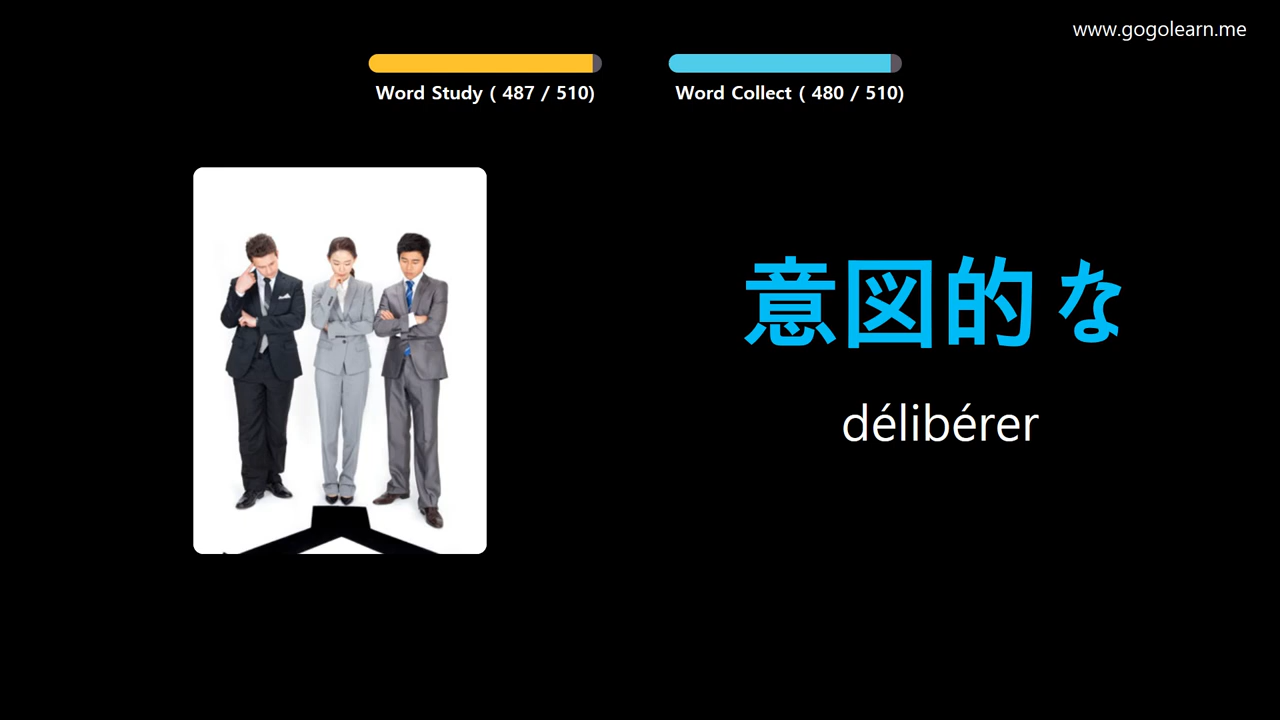 www.gogolearn.me
Word Study ( 487 / 510)
Word Collect ( 480 / 510)
意図的な
délibérer